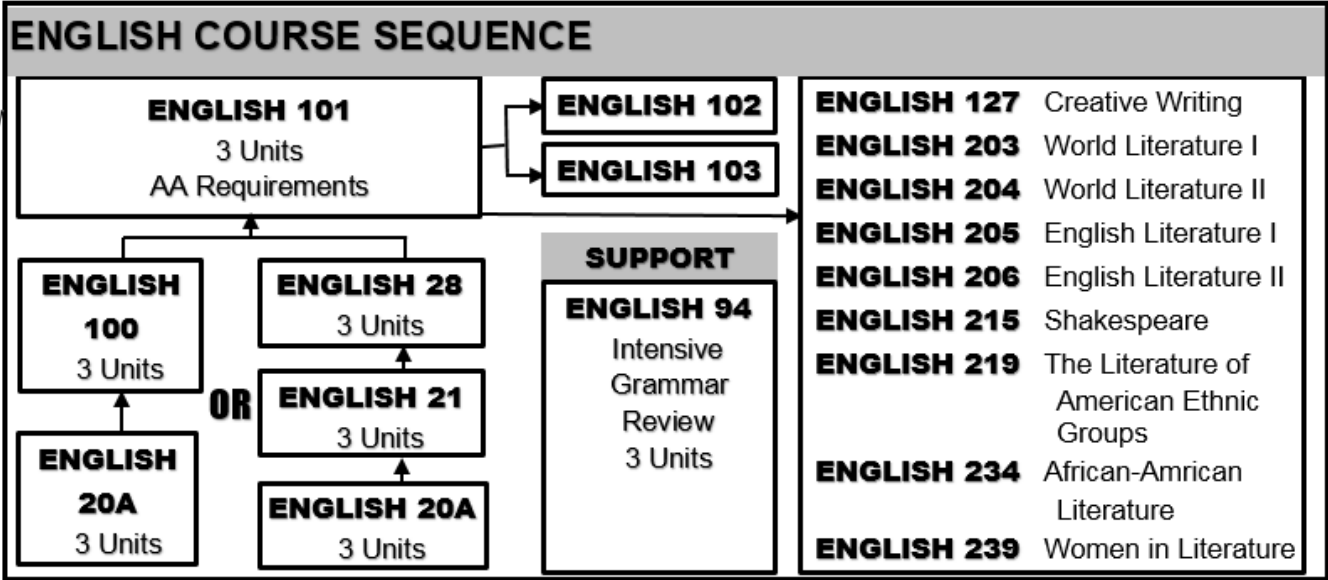 ENGLISH COURSE SEQUENCE
ENGLISH 101
3 Units
AA Requirements
ENGLISH 102
ENGLISH 103
ENGLISH
100
3 Units
ENGLISH
20A
3 Units
OR
ENGLISH 28
3 Units
ENGLISH 21
3 Units
ENGLISH 20A
3 Units
SUPPORT
ENGLISH 94
Intensive
Grammar
Review
3 Units
ENGLISH 127 Creative Writing
ENGLISH 203 World Literature I
ENGLISH 204 World Literature II
ENGLISH 205 English Literature I
ENGLISH 206 English Literature II
ENGLISH 215 Shakespeare
ENGLISH 219 The Literature of
American Ethnic
Groups
ENGLISH 234 African-Amrican
Literature
ENGLISH 239 Women in Literature